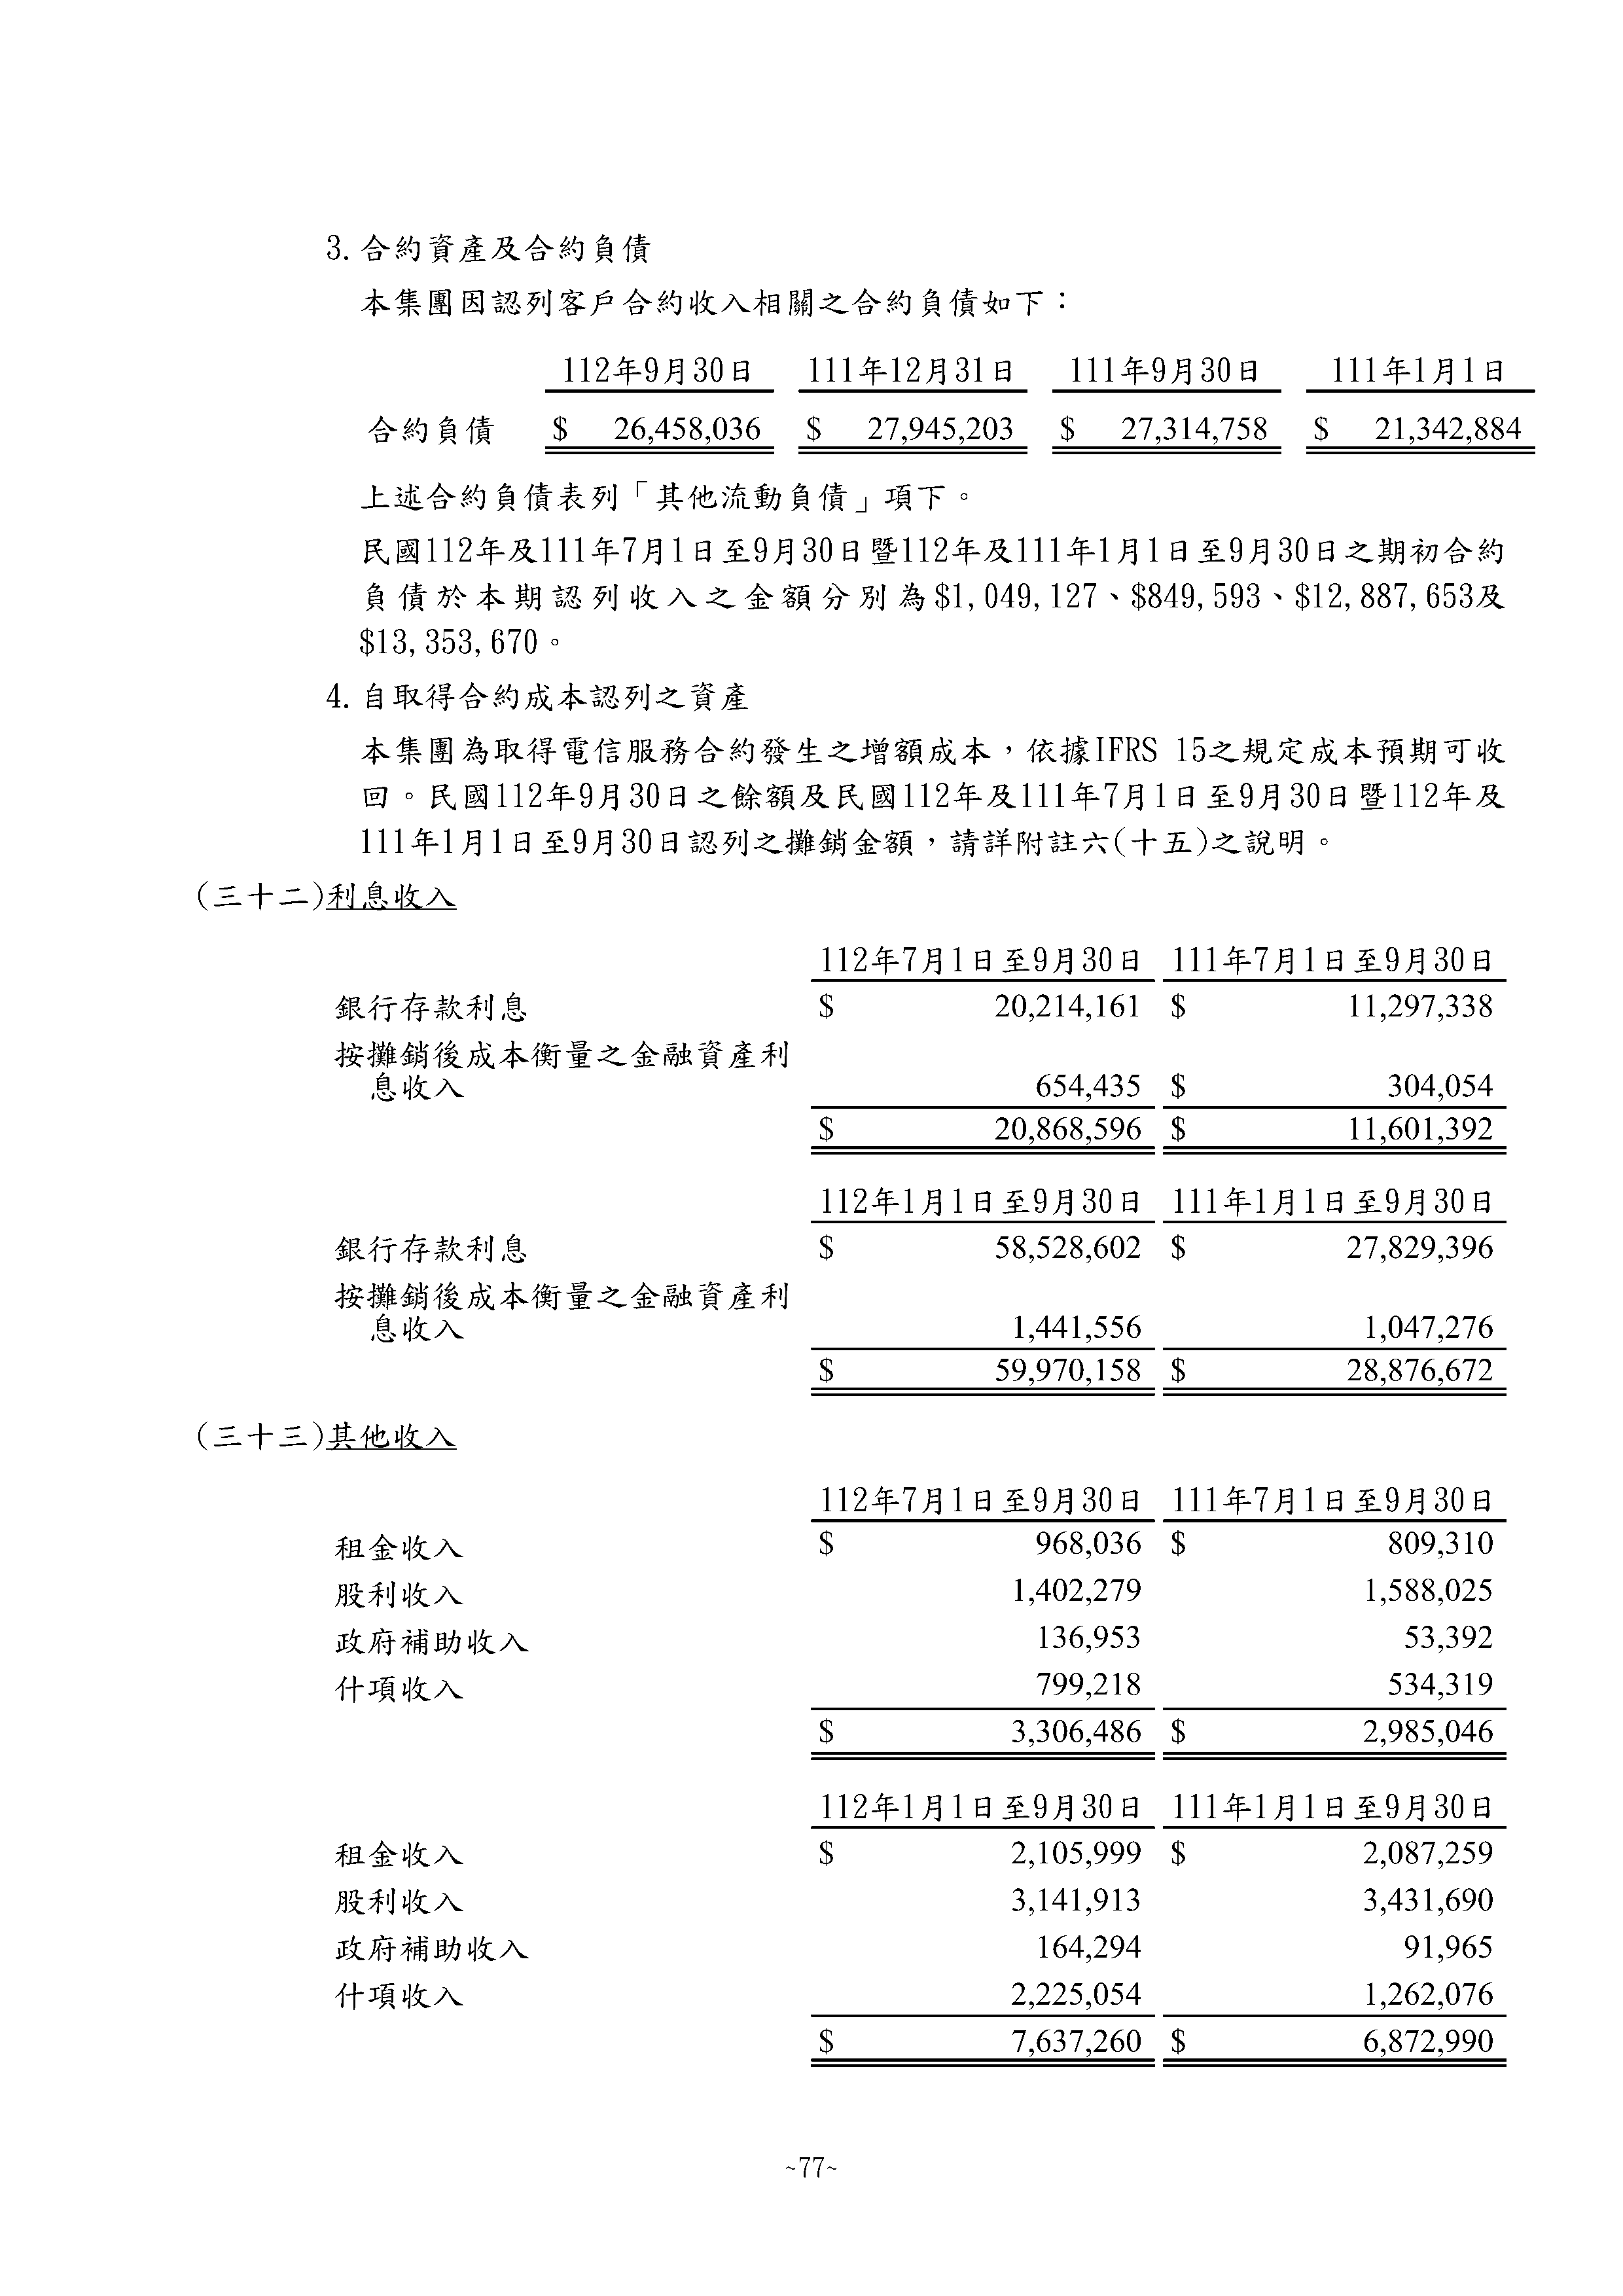 3. 合約資產及合約負債
本集團因認列客戶合約收入相關之合約負債如下：
112年9月30日 111年12月31日 111年9月30日 111年1月1日
合約負債 $ 26,458,036 $ 27,945,203 $ 27,314,758 $ 21,342,884
上述合約負債表列「其他流動負債」項下。
民國112年及111年7月1日至9月30日暨112年及111年1月1日至9月30日之期初合約
負債於本期認列收入之金額分別為$1,049,127、$849,593、$12,887,653及
$13,353,670。
4. 自取得合約成本認列之資產
本集團為取得電信服務合約發生之增額成本，依據IFRS 15之規定成本預期可收
回。民國112年9月30日之餘額及民國112年及111年7月1日至9月30日暨112年及
111年1月1日至9月30日認列之攤銷金額，請詳附註六(十五)之說明。
(三十二)利息收入
112年7月1日至9月30日 111年7月1日至9月30日
銀行存款利息 $ 20,214,161 $ 11,297,338
按攤銷後成本衡量之金融資產利
息收入 654,435 $ 304,054
$ 20,868,596 $ 11,601,392
112年1月1日至9月30日 111年1月1日至9月30日
銀行存款利息 $ 58,528,602 $ 27,829,396
按攤銷後成本衡量之金融資產利
息收入 1,441,556 1,047,276
$ 59,970,158 $ 28,876,672
(三十三)其他收入
112年7月1日至9月30日 111年7月1日至9月30日
租金收入 $ 968,036 $ 809,310
股利收入 1,402,279 1,588,025
政府補助收入 136,953 53,392
什項收入 799,218 534,319
$ 3,306,486 $ 2,985,046
112年1月1日至9月30日 111年1月1日至9月30日
租金收入 $ 2,105,999 $ 2,087,259
股利收入 3,141,913 3,431,690
政府補助收入 164,294 91,965
什項收入 2,225,054 1,262,076
$ 7,637,260 $ 6,872,990
~77~